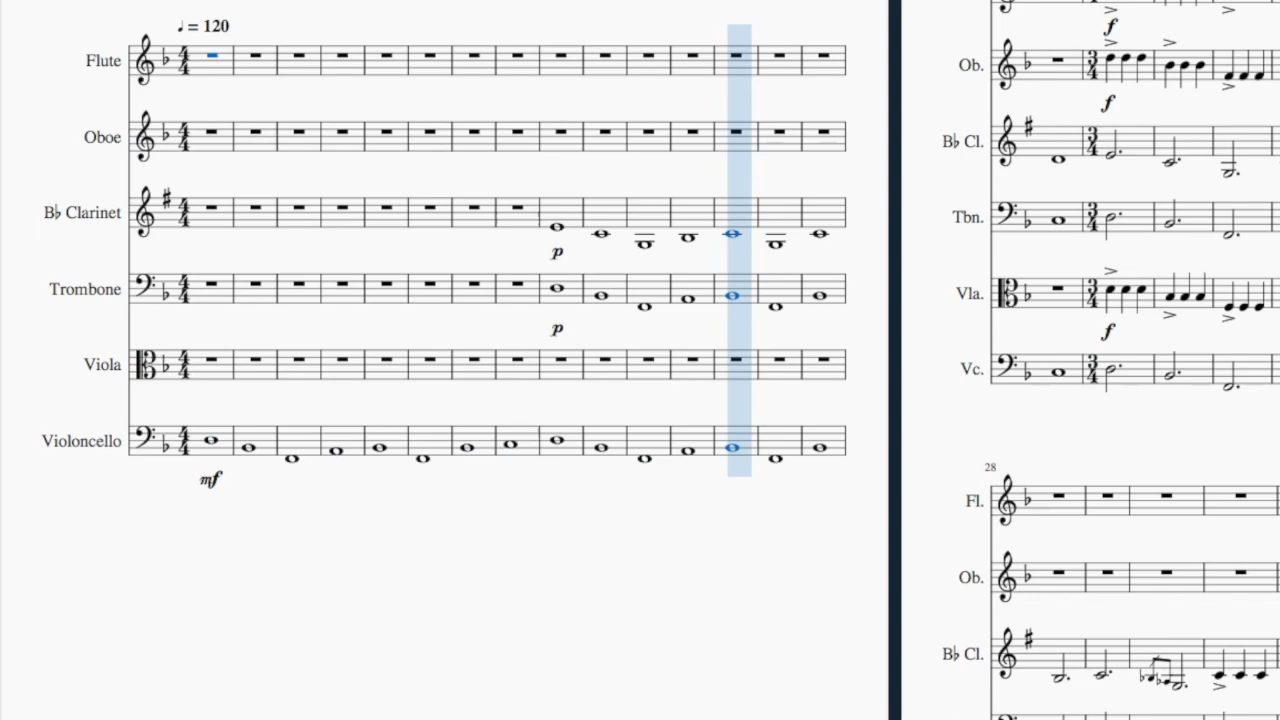 ♩ = 120
Flute
Oboe
B♭ Clarinet
p
Trombone
p
Viola
Violoncello
mf
f
Ob.
f
B♭ Cl.
Tbn.
Vla.
f
Vc.
28
Fl.
Ob.
B♭ Cl.